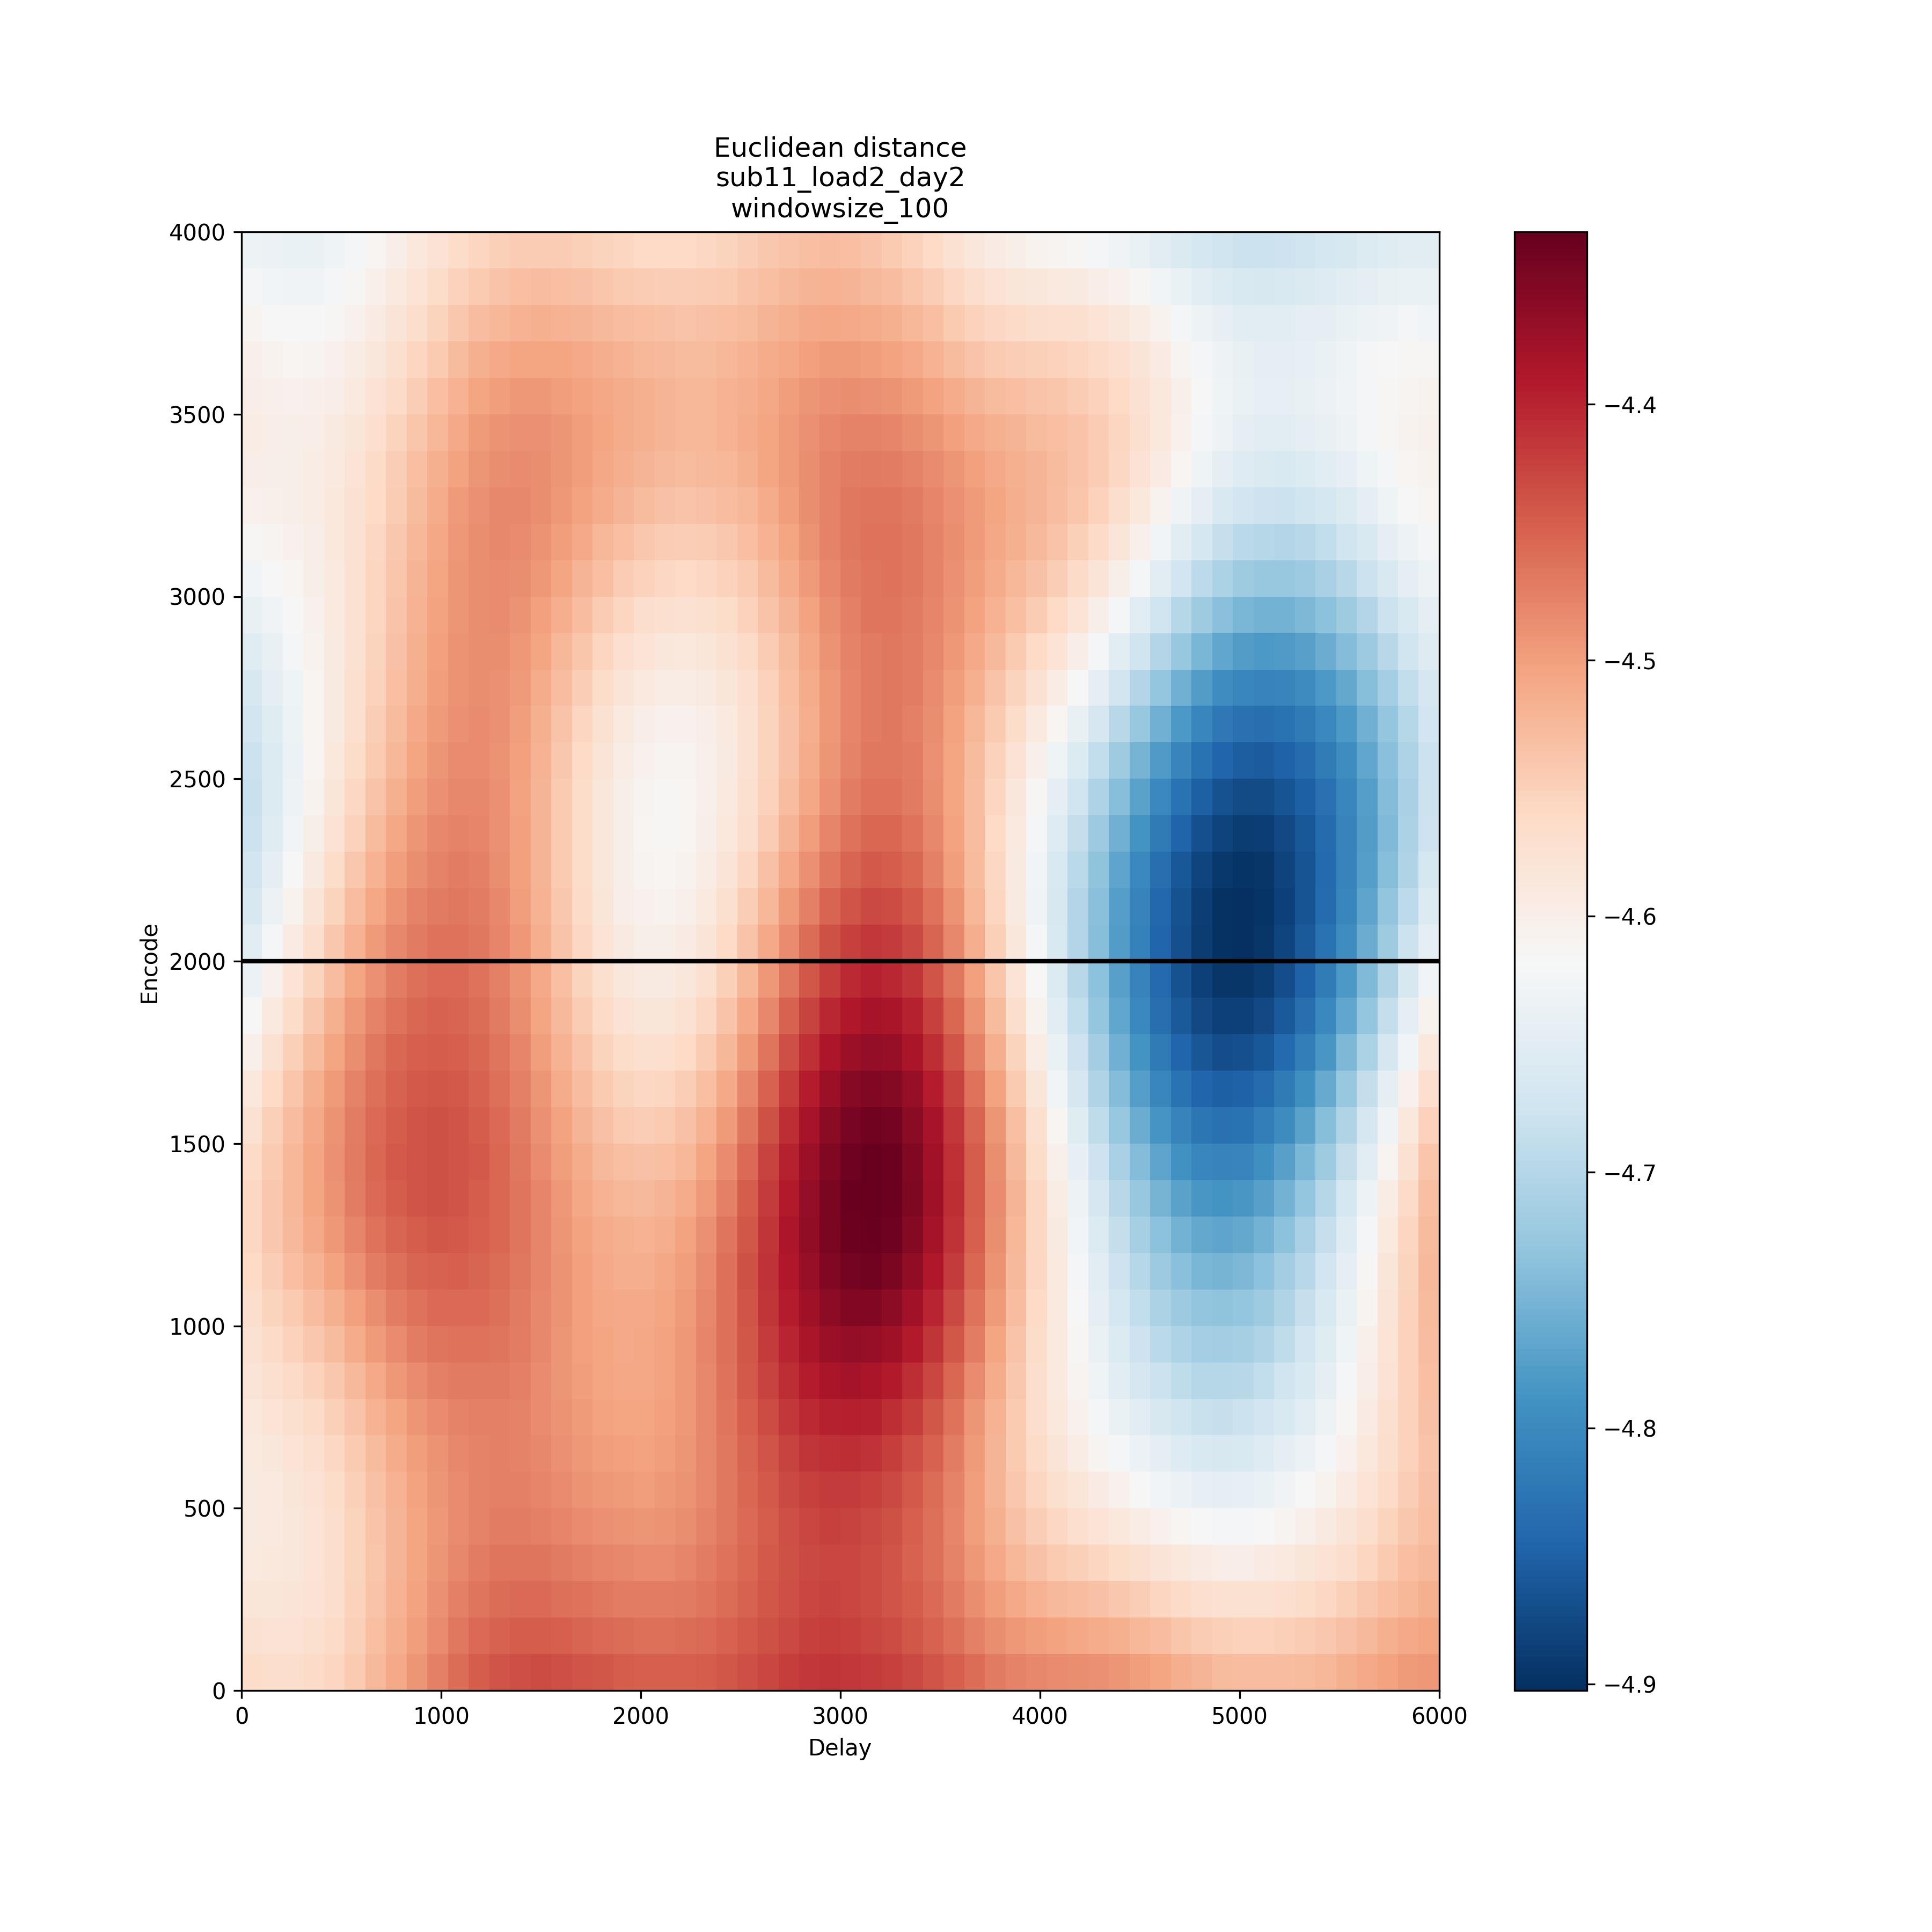 Euclidean distance
sub11_load2_day2
windowsize_100
4000
3500
3000
2500
2000
1500
1000
500
0
Encode
0 1000 2000 3000 4000 5000 6000
Delay
−4.4
−4.5
−4.6
−4.7
−4.8
−4.9